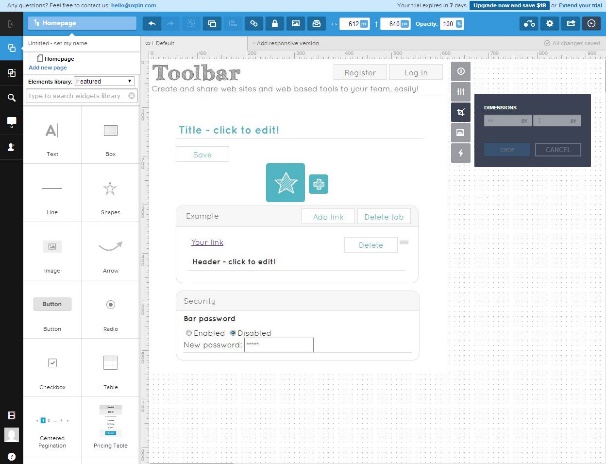 Any questions? Feel free to contact us: hello@uxpin.com
Your trial expires in 7 days. Upgrade now and save $18 or Extend your trial.
Homepage
612 px
610 px
Opacity:
100 %
Untitled - set my name
Default
Add responsive version
All changes saved
Homepage
Add new page
Elements library: Featured
Type to search widgets library
Text
Box
Line
Shapes
Image
Arrow
Button
Button
Radio
Checkbox
Table
Centered Pagination
Pricing Table
Toolbar
Register
Log in
Create and share web sites and web based tools to your team, easily!
Title - click to edit!
Save
Example
Add link
Delete tab
Your link
Delete
Header - click to edit!
Security
Bar password
Enabled
Disabled
New password: *****
DIMENSIONS
px
px
CANCEL